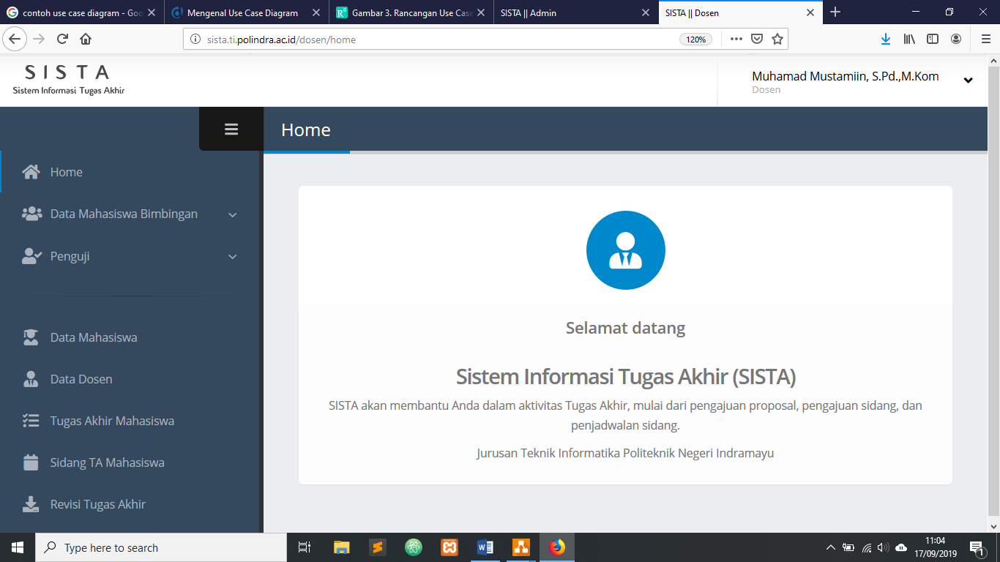 contoh use case diagram - Goo
Mengenal Use Case Diagram
Gambar 3. Rancangan Use Case
SISTA || Admin
SISTA || Dosen
sista.ti.polindra.ac.id/dosen/home
120%
SISTA
Sistem Informasi Tugas Akhir
Muhamad Mustamiin, S.Pd.,M.Kom
Dosen
Home
Home
Data Mahasiswa Bimbingan
Penguji
Data Mahasiswa
Data Dosen
Tugas Akhir Mahasiswa
Sidang TA Mahasiswa
Revisi Tugas Akhir
Selamat datang
Sistem Informasi Tugas Akhir (SISTA)
SISTA akan membantu Anda dalam aktivitas Tugas Akhir, mulai dari pengajuan proposal, pengajuan sidang, dan
penjadwalan sidang.
Jurusan Teknik Informatika Politeknik Negeri Indramayu
Type here to search
11:04
17/09/2019
1